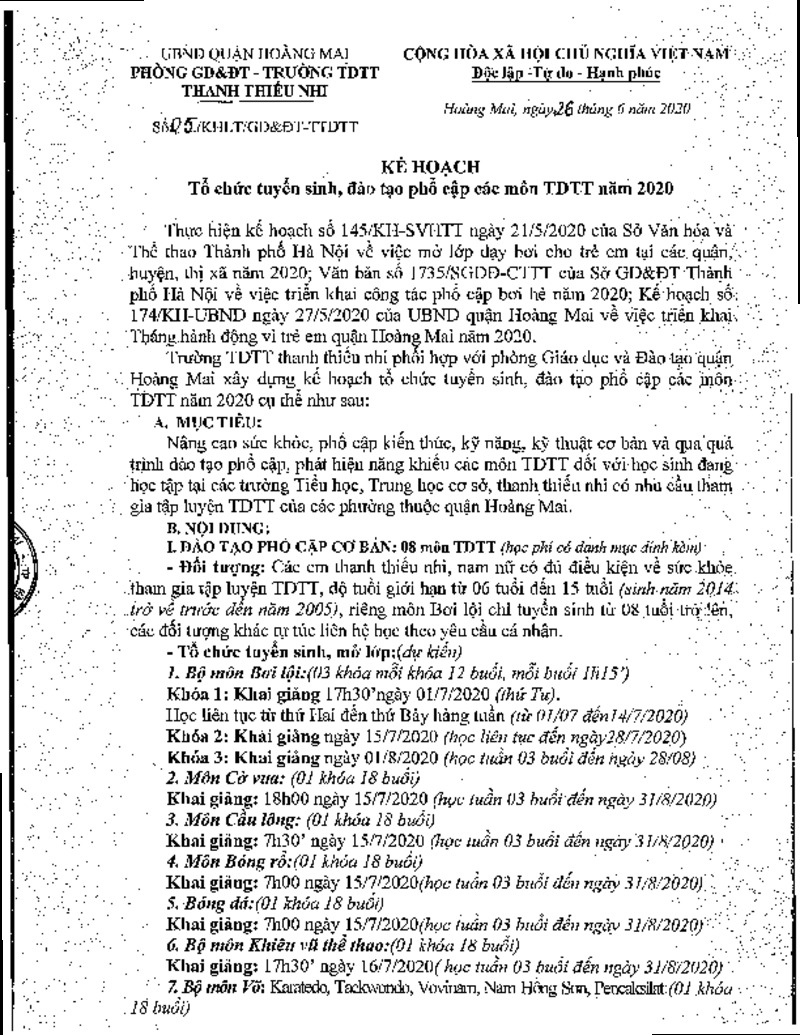 UBND QUẬN HOÀNG MAI
PHÒNG GD&ĐT - TRƯỜNG TDTT
THANH THIẾU NHI
Số 05/KHLT/GD&ĐT-TTDTT
CỘNG HÒA XÃ HỘI CHỦ NGHĨA VIỆT NAM
Độc lập -Tự do - Hạnh phúc
Hoàng Mai, ngày 26 tháng 6 năm 2020
KẾ HOẠCH
Tổ chức tuyển sinh, đào tạo phổ cập các môn TDTT năm 2020
Thực hiện kế hoạch số 145/KH-SVHTT ngày 21/5/2020 của Sở Văn hóa và
Thể thao Thành phố Hà Nội về việc mở lớp dạy bơi cho trẻ em tại các quận,
huyện, thị xã năm 2020; Văn bản số 1735/SGDĐ-CTTT của Sở GD&ĐT Thành
phố Hà Nội về việc triển khai công tác phổ cập bơi hè năm 2020; Kế hoạch số
174/KH-UBND ngày 27/5/2020 của UBND quận Hoàng Mai về việc triển khai
Tháng hành động vì trẻ em quận Hoàng Mai năm 2020.
Trường TDTT thanh thiếu nhi phối hợp với phòng Giáo dục và Đào tạo quận
Hoàng Mai xây dựng kế hoạch tổ chức tuyển sinh, đào tạo phổ cập các môn
TDTT năm 2020 cụ thể như sau:
A. MỤC TIÊU:
Nâng cao sức khỏe, phổ cập kiến thức, kỹ năng, kỹ thuật cơ bản và qua quá
trình đào tạo phổ cập, phát hiện năng khiếu các môn TDTT đối với học sinh đang
học tập tại các trường Tiểu học, Trung học cơ sở, thanh thiếu nhi có nhu cầu tham
gia tập luyện TDTT của các phường thuộc quận Hoàng Mai.
B. NỘI DUNG:
I. ĐÀO TẠO PHỔ CẬP CƠ BẢN: 08 môn TDTT (học phí có danh mục đính kèm)
- Đối tượng: Các em thanh thiếu nhi, nam nữ có đủ điều kiện về sức khỏe
tham gia tập luyện TDTT, độ tuổi giới hạn từ 06 tuổi đến 15 tuổi (sinh năm 2014
trở về trước đến năm 2005), riêng môn Bơi lội chỉ tuyển sinh từ 08 tuổi trở lên,
các đối tượng khác tự túc liên hệ học theo yêu cầu cá nhân.
- Tổ chức tuyển sinh, mở lớp:(dự kiến)
1. Bộ môn Bơi lội:(03 khóa mỗi khóa 12 buổi, mỗi buổi 1h15')
Khóa 1: Khai giảng 17h30'ngày 01/7/2020 (thứ Tư).
Học liên tục từ thứ Hai đến thứ Bảy hàng tuần (từ 01/07 đến14/7/2020)
Khóa 2: Khai giảng ngày 15/7/2020 (học liên tục đến ngày28/7/2020)
Khóa 3: Khai giảng ngày 01/8/2020 (học tuần 03 buổi đến ngày 28/08)
2. Môn Cờ vua: (01 khóa 18 buổi)
Khai giảng: 18h00 ngày 15/7/2020 (học tuần 03 buổi đến ngày 31/8/2020)
3. Môn Cầu lông: (01 khóa 18 buổi)
Khai giảng: 7h30' ngày 15/7/2020 (học tuần 03 buổi đến ngày 31/8/2020)
4. Môn Bóng rổ:(01 khóa 18 buổi)
Khai giảng: 7h00 ngày 15/7/2020(học tuần 03 buổi đến ngày 31/8/2020)
5. Bóng đá:(01 khóa 18 buổi)
Khai giảng: 7h00 ngày 15/7/2020(học tuần 03 buổi đến ngày 31/8/2020)
6. Bộ môn Khiêu vũ thể thao:(01 khóa 18 buổi)
Khai giảng: 17h30' ngày 16/7/2020( học tuần 03 buổi đến ngày 31/8/2020)
7. Bộ môn Võ: Karatedo, Taekwondo, Vovinam, Nam Hồng Sơn, Pencaksilat:(01 khóa
18 buổi)